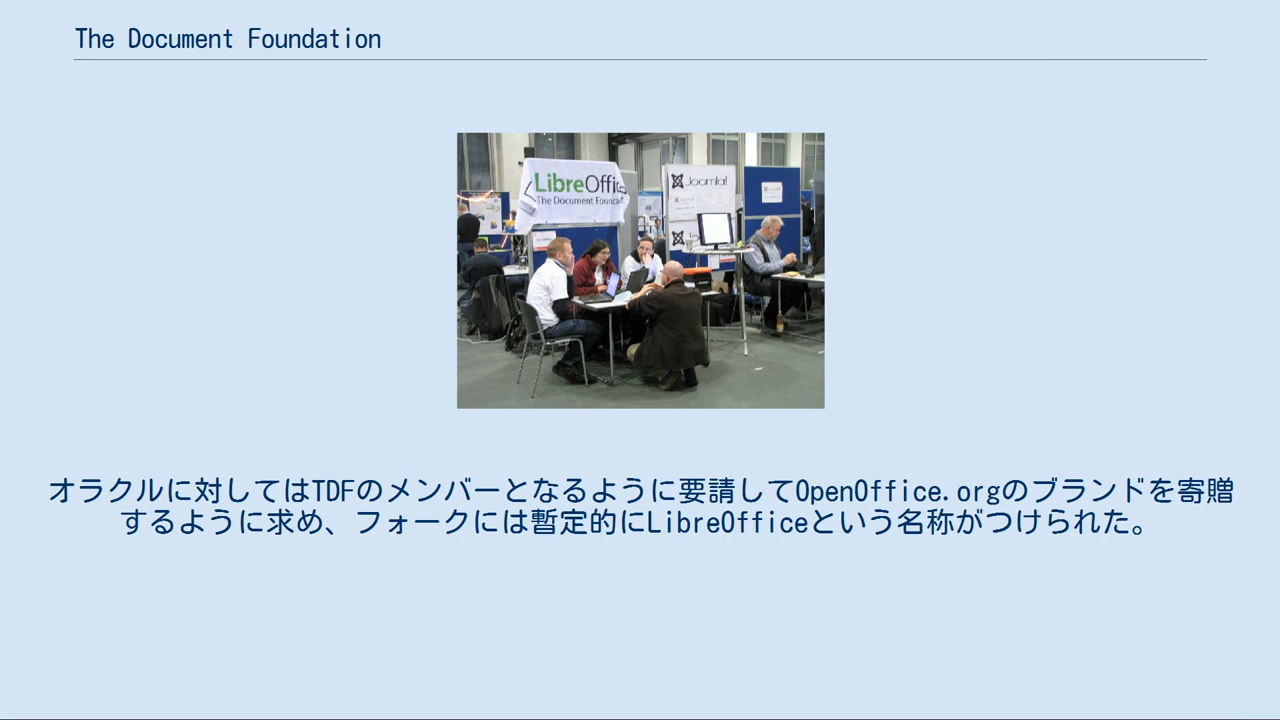 The Document Foundation
LibreOffic
The Document Founda
Joomla!
オラクルに対してはTDFのメンバーとなるように要請してOpenOffice.orgのブランドを寄贈
するように求め、フォークには暫定的にLibreOfficeという名称がつけられた。